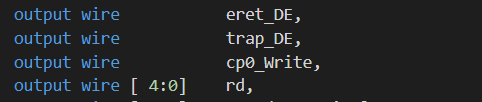 output wire eret_DE,
output wire trap_DE,
output wire cp0_Write,
output wire [ 4:0] rd,